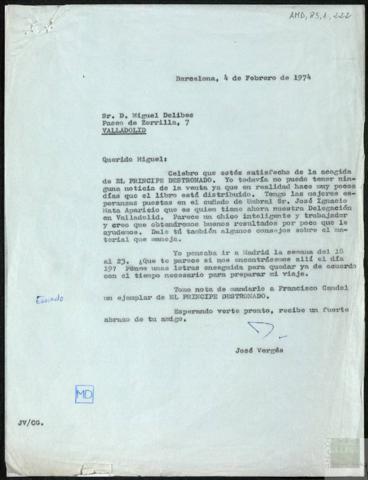 AMD,85,1,222
Barcelona, 4 de Febrero de 1974
Sr. D. Miguel Delibes
Paseo de Zorrilla, 7
VALLADOLID
Querido Miguel:
Celebro que estés satisfecho de la acogida
de EL PRINCIPE DESTRONADO. Yo todavía no puedo tener nin-
guna noticia de la venta ya que en realidad hace muy pocos
días que el libro está distribuido. Tengo las mejores es-
peranzas puestas en el cuñado de Umbral Sr. José Ignacio
Mata Aparicio que es quien tiene ahora nuestra Delegación
en Valladolid. Parece un chico inteligente y trabajador
y creo que obtendremos buenos resultados por poco que le
ayudemos. Dale tú también algunos consejos sobre el ma-
terial que maneja.
Yo pensaba ir a Madrid la semana del 18
al 23. ¿Que te parece si nos encontrásemos allí el día
19? Ponme unas letras enseguida para quedar ya de acuerdo
con el tiempo necesario para preparar mi viaje.
Tomo nota de mandarle a Francisco Candel
un ejemplar de EL PRINCIPE DESTRONADO.
Esperando verte pronto, recibe un fuerte
abrazo de tu amigo.
José Vergés
MD
JV/CG.